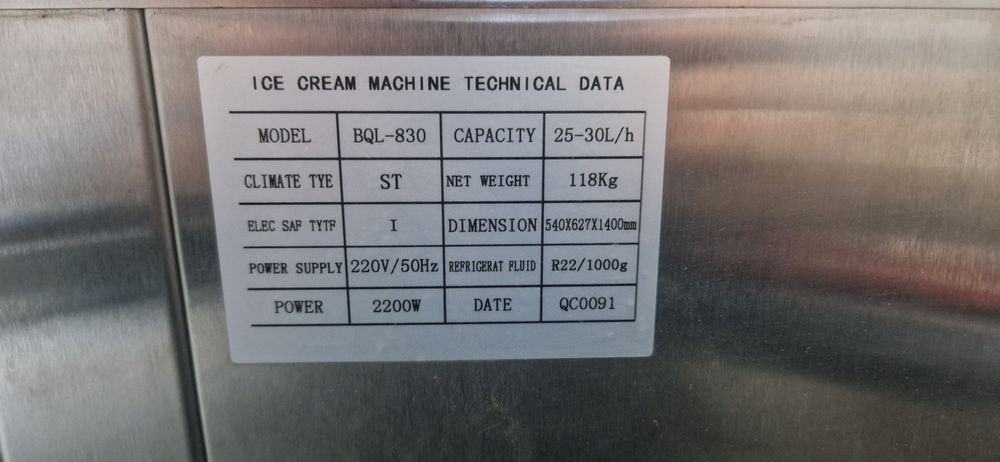 ICE CREAM MACHINE TECHNICAL DATA
MODEL BQL-830 CAPACITY 25-30L/h
CLIMATE TYE ST NET WEIGHT 118Kg
ELEC SAF TYTF I DIMENSION 540X627X1400mm
POWER SUPPLY 220V/50Hz REFRIGERAT FLUID R22/1000g
POWER 2200W DATE QC0091